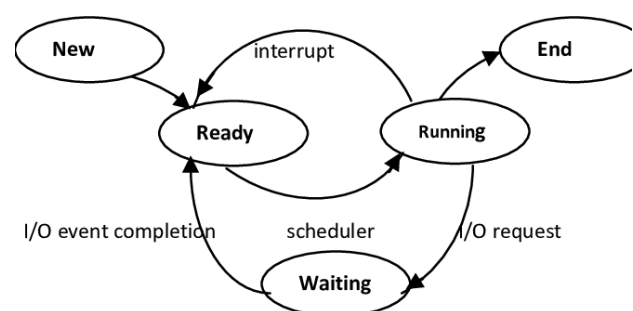 New
End
interrupt
Ready
Running
I/O event completion
scheduler
I/O request
Waiting